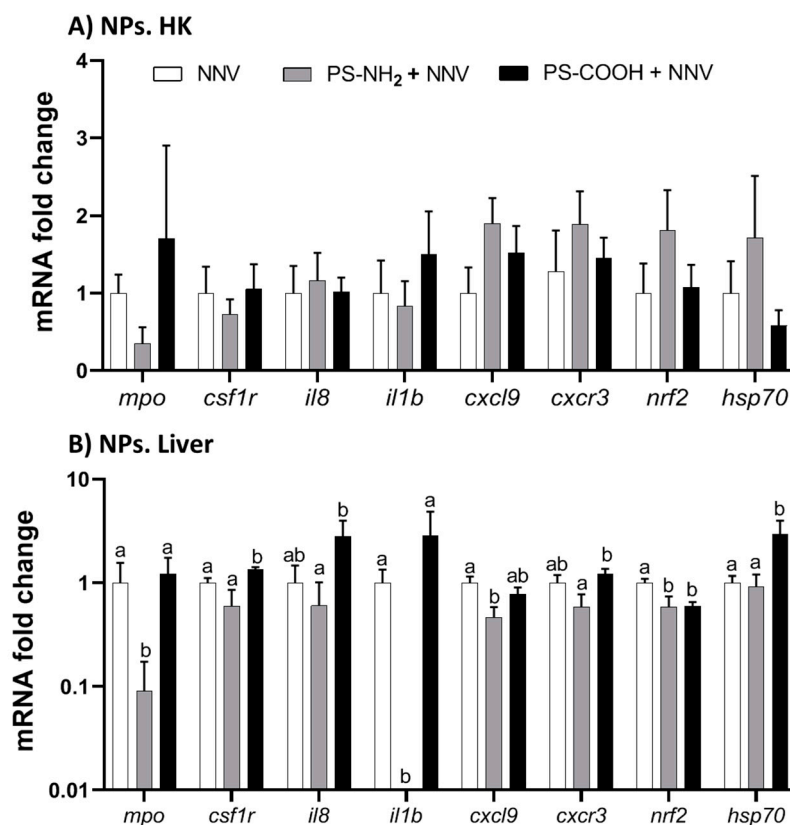 A) NPs. HK
NNV PS-NH₂ + NNV PS-COOH + NNV
mRNA fold change
4
3
2
1
0
mpo csf1r il8 il1b cxcl9 cxcr3 nrf2 hsp70
B) NPs. Liver
mRNA fold change
10
1
0.1
0.01
a b a
a a b
ab a b
a b a
a b ab
ab a b
a b b
a a b
mpo csf1r il8 il1b cxcl9 cxcr3 nrf2 hsp70